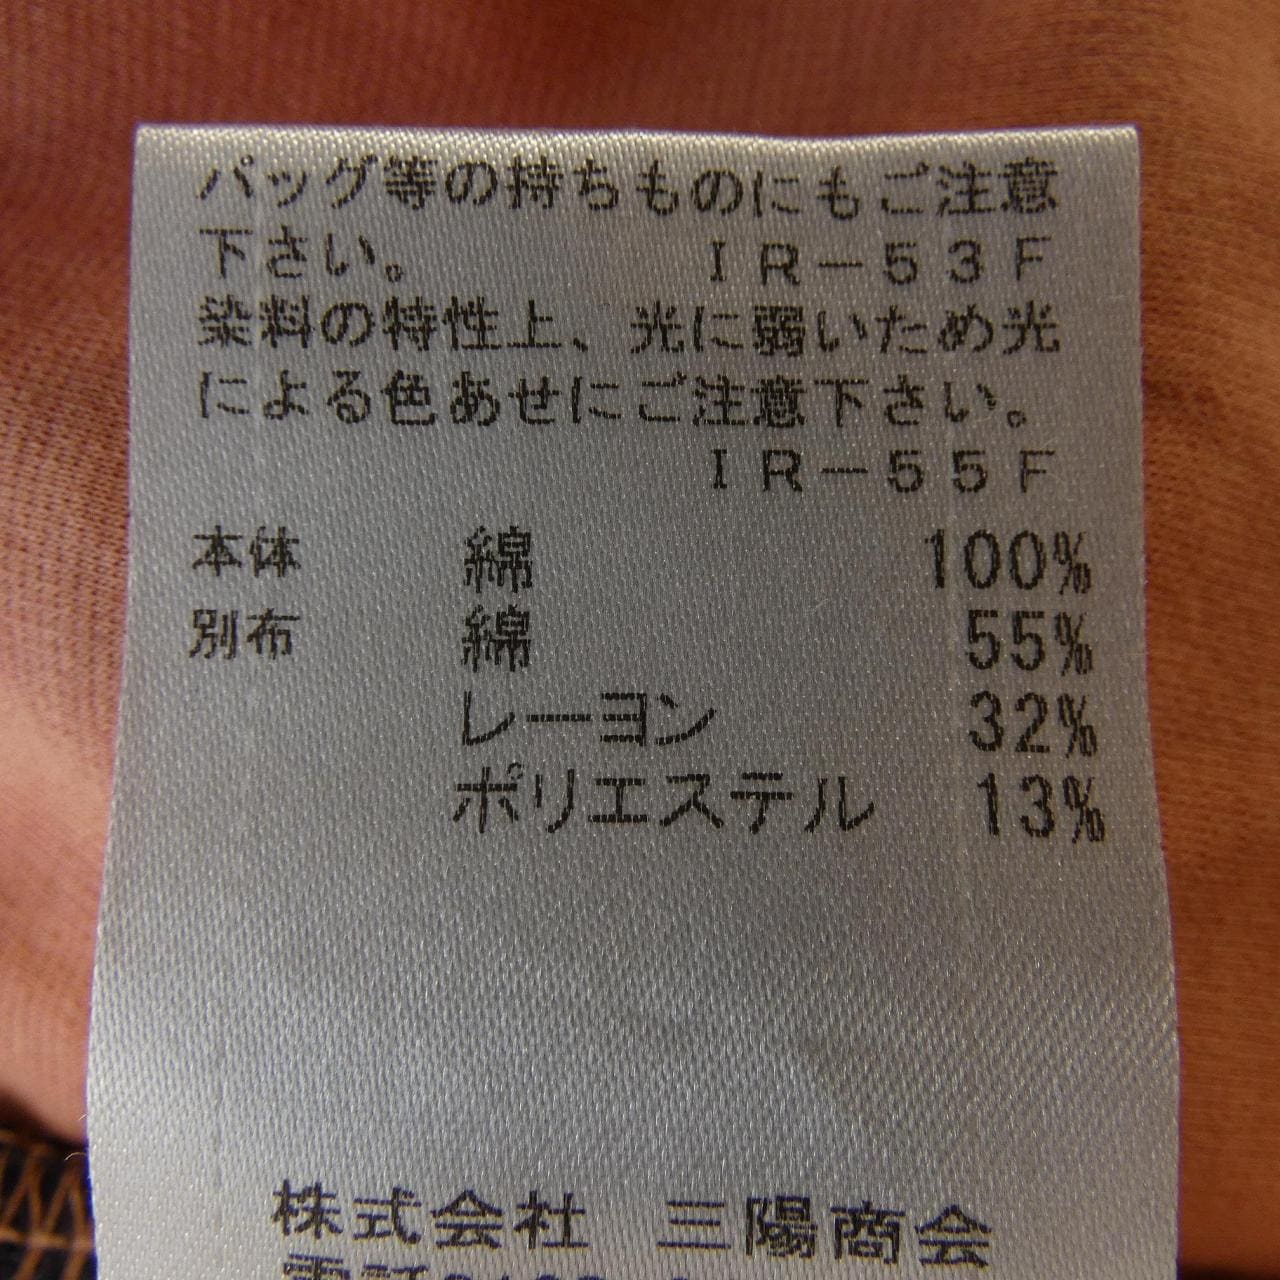 バッグ等の持ちものにもご注意
下さい。 IR-53F
染料の特性上、光に弱いため光
による色あせにご注意下さい。
IR-55F
本体 綿 100%
別布 綿 55%
レーヨン 32%
ポリエステル 13%
株式会社 三陽商会